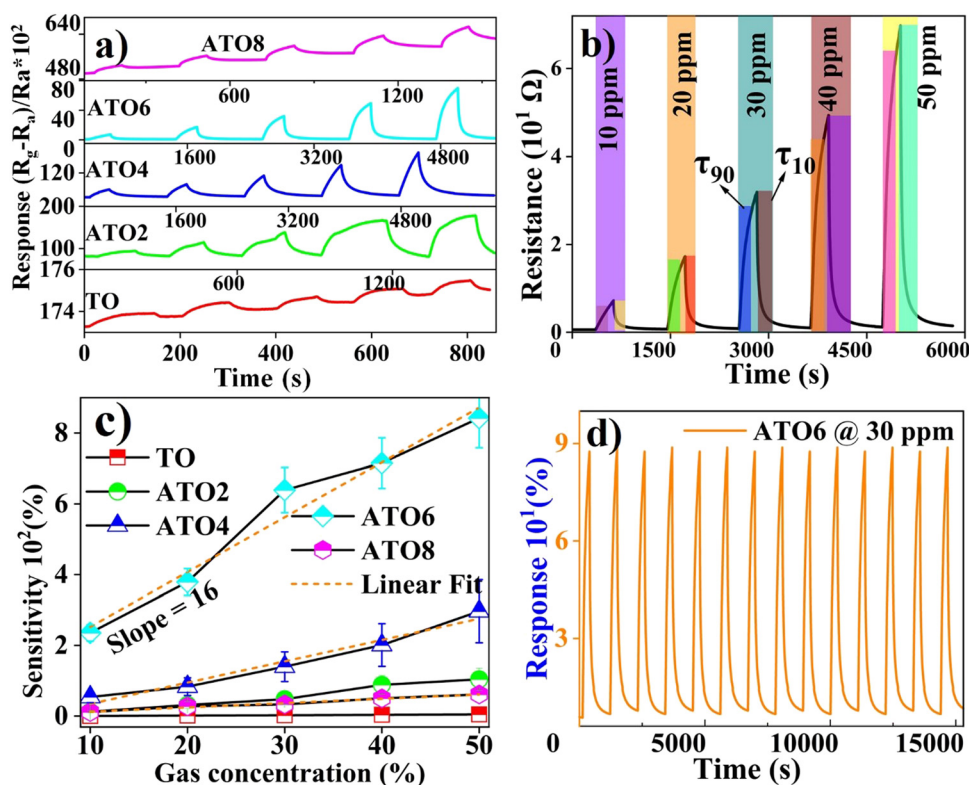 a)
Response (Rg-Ra)/Ra*10²
640
480
ATO8
600
1200
80
40
0
ATO6
1600
3200
4800
120
ATO4
200
1600
3200
4800
100
ATO2
176
600
1200
174
TO
0
200
400
600
800
Time (s)
b)
Resistance (10¹ Ω)
6
4
2
0
10 ppm
20 ppm
30 ppm
40 ppm
50 ppm
τ90
τ10
0
1500
3000
4500
6000
Time (s)
c)
Sensitivity 10²(%)
8
6
4
2
0
TO
ATO2
ATO4
ATO6
ATO8
Linear Fit
Slope = 16
10
20
30
40
50
Gas concentration (%)
d)
ATO6 @ 30 ppm
Response 10¹(%)
9
6
3
0
5000
10000
15000
Time (s)